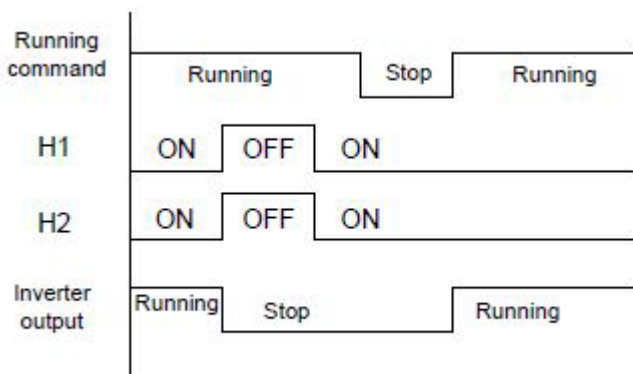 Running
command
Running
Stop
Running
H1
ON
OFF
ON
H2
ON
OFF
ON
Inverter
output
Running
Stop
Running